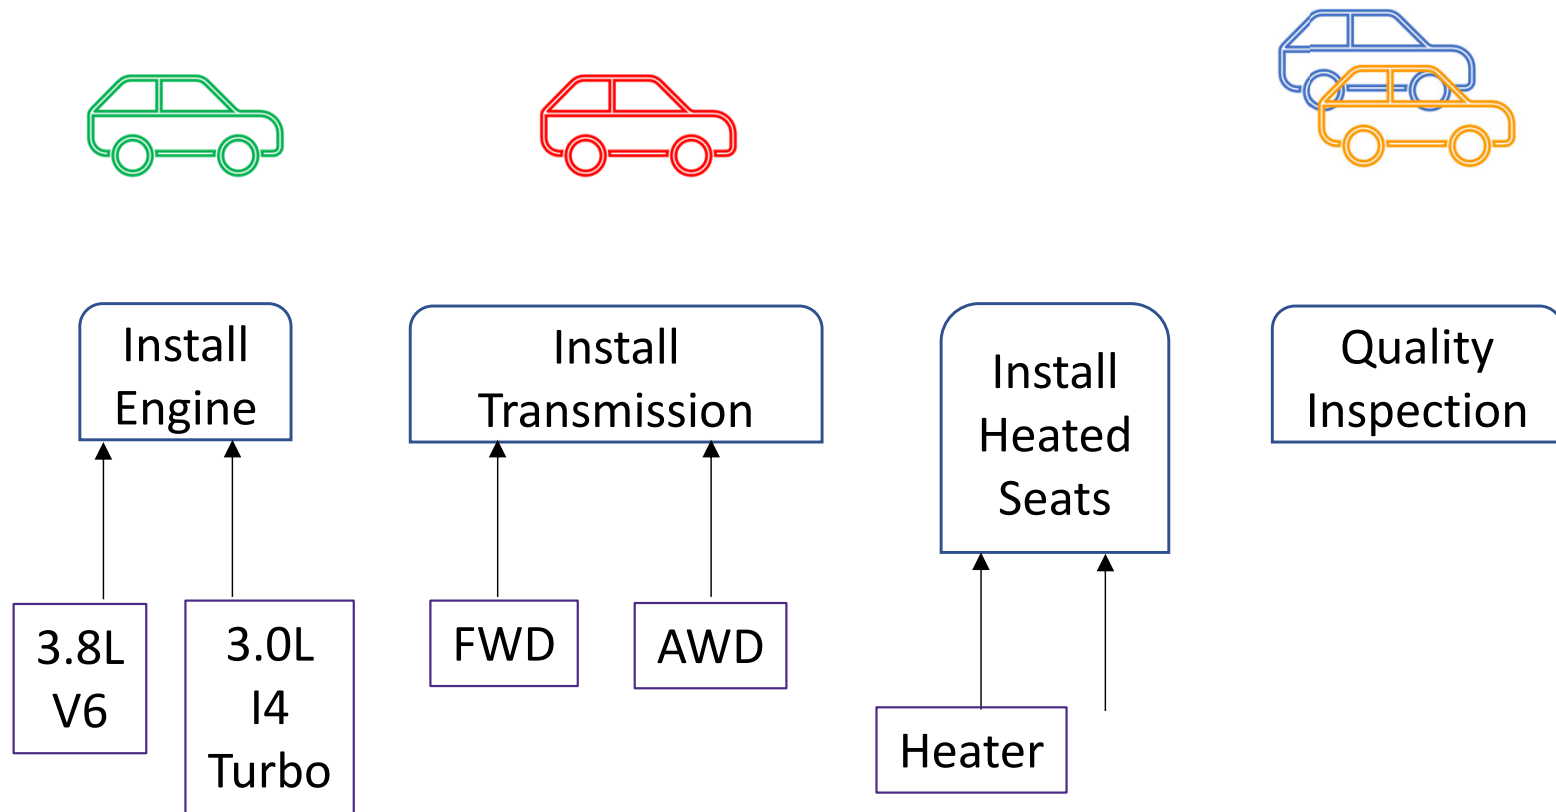 Install
Engine
Install
Transmission
Install
Heated
Seats
Quality
Inspection
3.8L
V6
3.0L
I4
Turbo
FWD
AWD
Heater